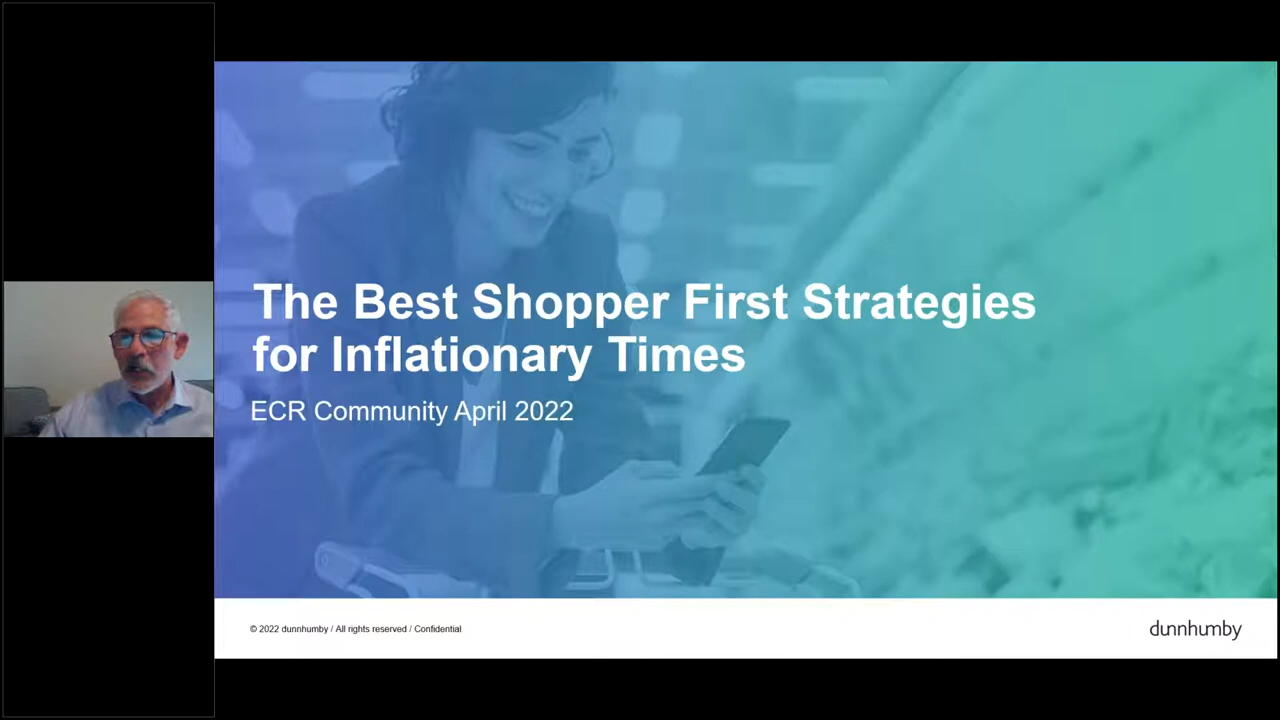 The Best Shopper First Strategies
for Inflationary Times
ECR Community April 2022
© 2022 dunnhumby / All rights reserved / Confidential
dunnhumby